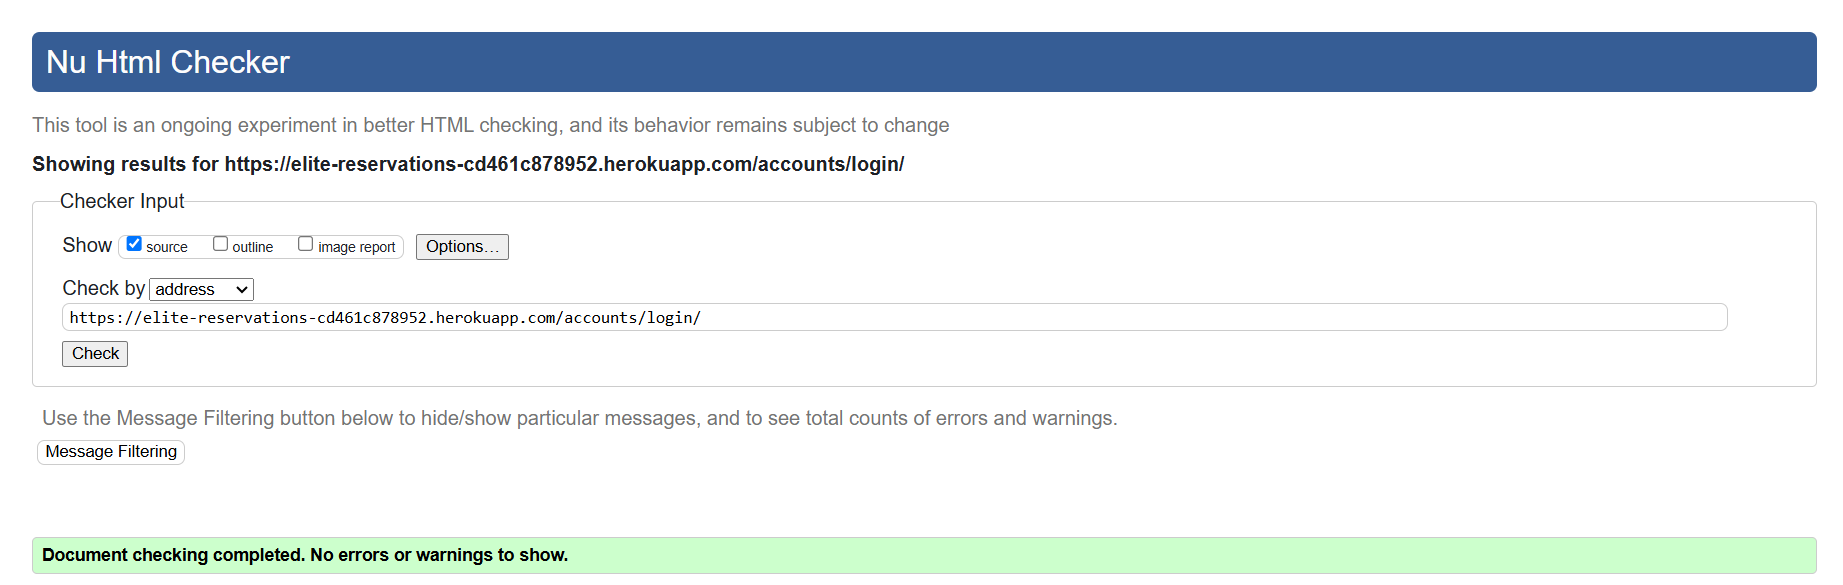 Nu Html Checker
This tool is an ongoing experiment in better HTML checking, and its behavior remains subject to change
Showing results for https://elite-reservations-cd461c878952.herokuapp.com/accounts/login/
Checker Input
Show source outline image report Options...
Check by address
https://elite-reservations-cd461c878952.herokuapp.com/accounts/login/
Check
Use the Message Filtering button below to hide/show particular messages, and to see total counts of errors and warnings.
Message Filtering
Document checking completed. No errors or warnings to show.